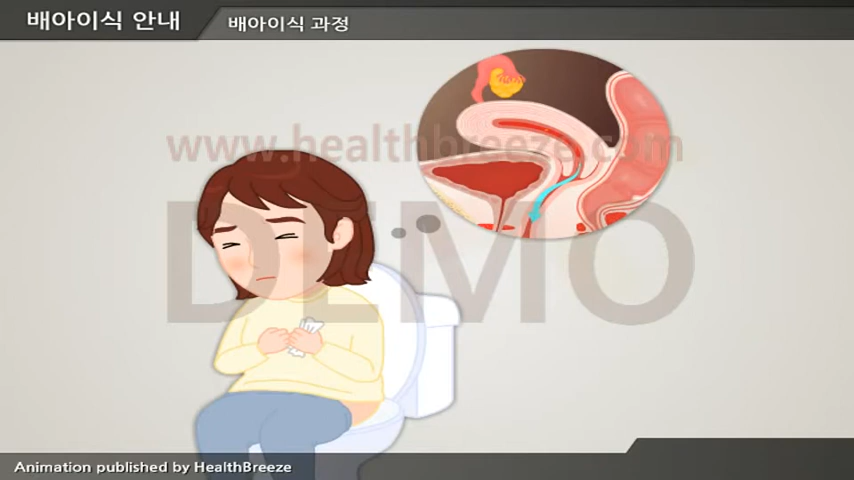 배아이식 안내
배아이식 과정
www.healthbreeze.com
DEMO
Animation published by HealthBreeze